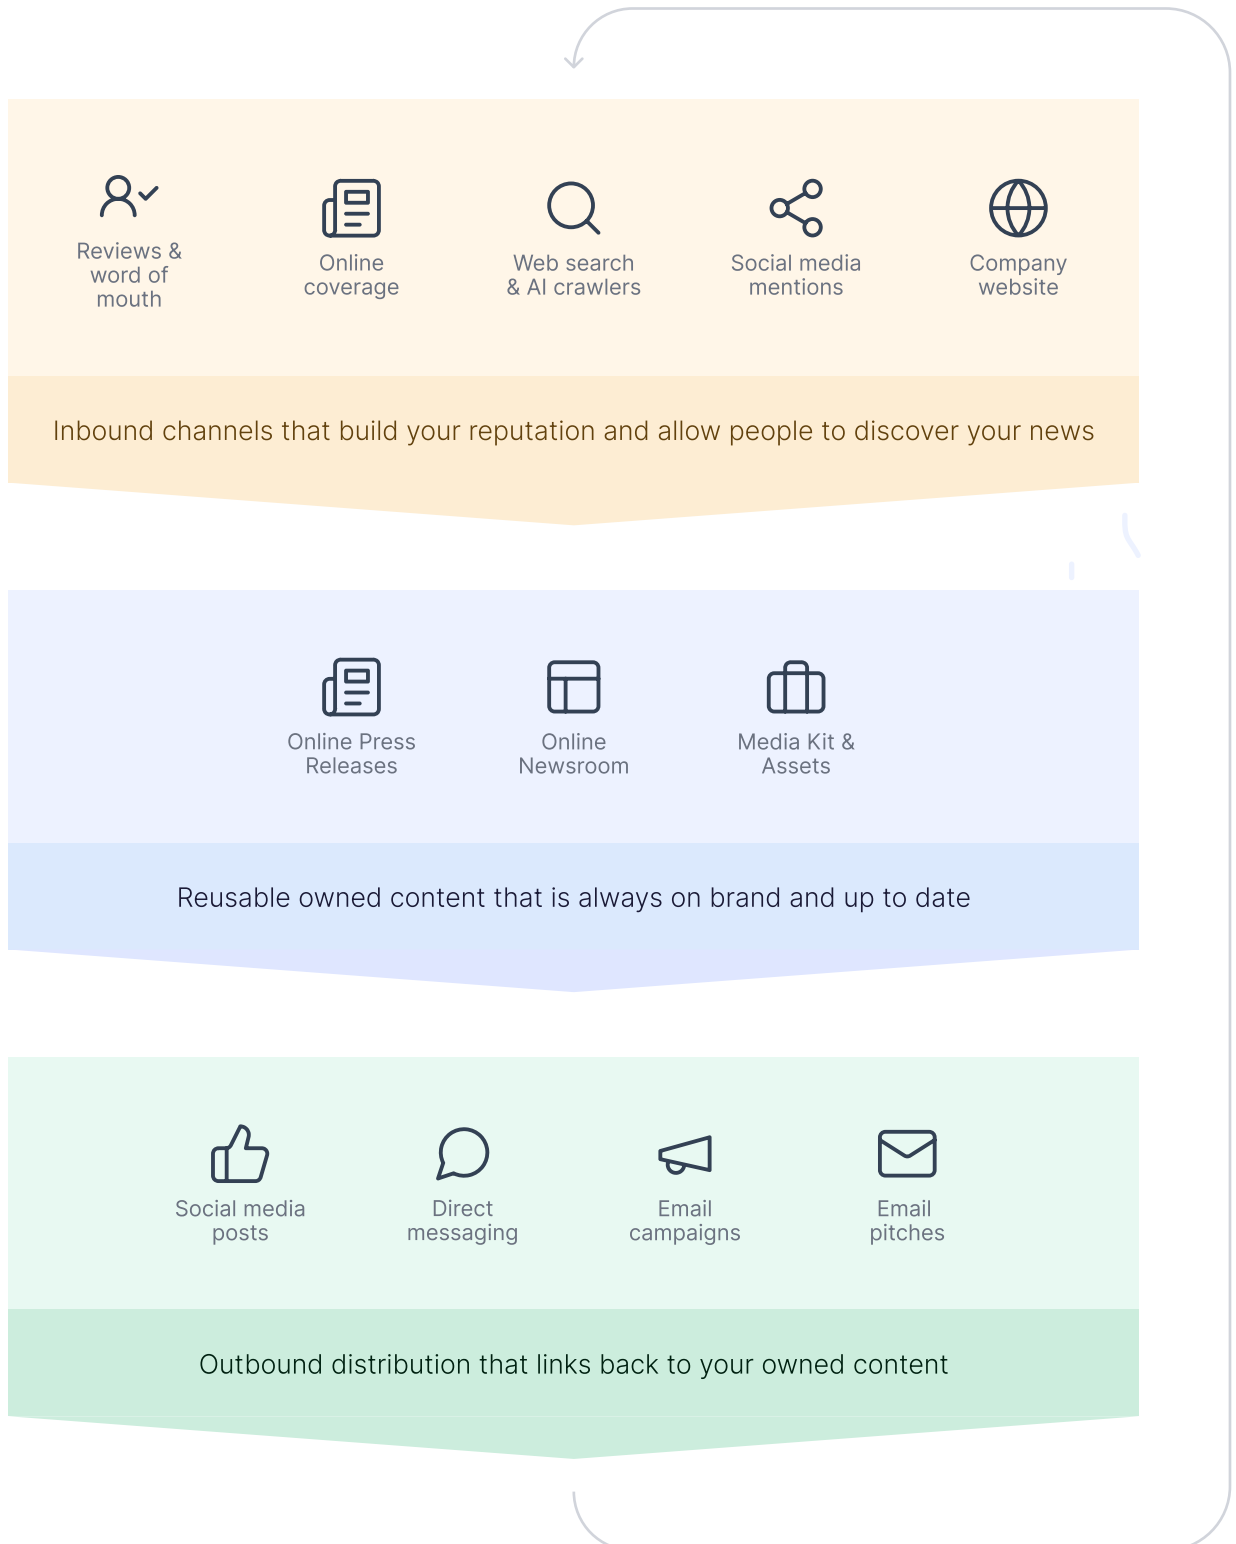 Reviews &
word of
mouth
Online
coverage
Web search
& AI crawlers
Social media
mentions
Company
website
Inbound channels that build your reputation and allow people to discover your news
Online Press
Releases
Online
Newsroom
Media Kit &
Assets
Reusable owned content that is always on brand and up to date
Social media
posts
Direct
messaging
Email
campaigns
Email
pitches
Outbound distribution that links back to your owned content